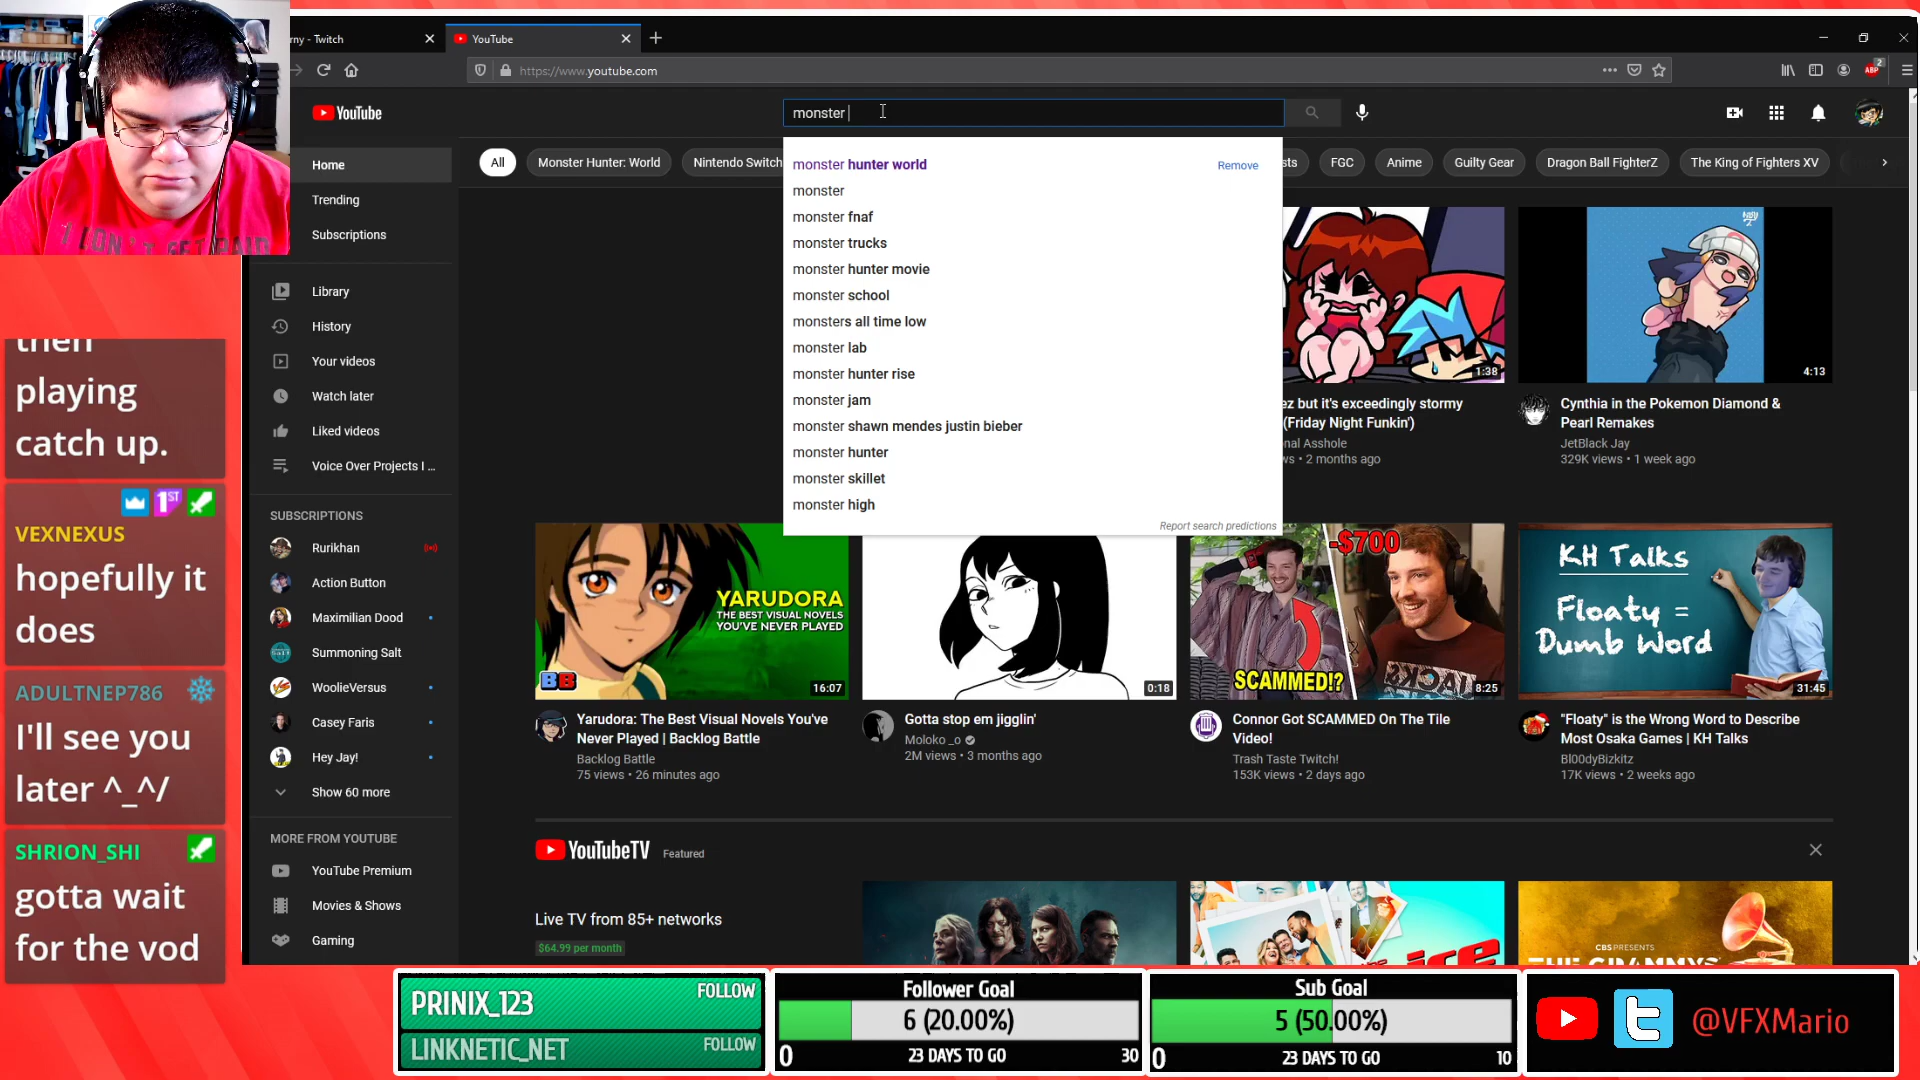 rny - Twitch
YouTube
https://www.youtube.com
ABP
2
YouTube
monster
monster hunter world
Remove
monster
monster fnaf
monster trucks
monster hunter movie
monster school
monsters all time low
monster lab
monster hunter rise
monster jam
monster shawn mendes justin bieber
monster hunter
monster skillet
monster high
Report search predictions
All
Monster Hunter: World
Nintendo Switch
sts
FGC
Anime
Guilty Gear
Dragon Ball FighterZ
The King of Fighters XV
Home
Trending
Subscriptions
Library
History
Your videos
Watch later
Liked videos
Voice Over Projects I ...
SUBSCRIPTIONS
Rurikhan
Action Button
Maximilian Dood
Summoning Salt
WoolieVersus
Casey Faris
Hey Jay!
Show 60 more
MORE FROM YOUTUBE
YouTube Premium
Movies & Shows
Gaming
1:38
ez but it's exceedingly stormy
(Friday Night Funkin')
nal Asshole
ws • 2 months ago
4:13
Cynthia in the Pokemon Diamond &
Pearl Remakes
JetBlack Jay
329K views • 1 week ago
YARUDORA
THE BEST VISUAL NOVELS
YOU'VE NEVER PLAYED
BB
16:07
Yarudora: The Best Visual Novels You've
Never Played | Backlog Battle
Backlog Battle
75 views • 26 minutes ago
0:18
Gotta stop em jigglin'
Moloko _o
2M views • 3 months ago
-$700
SCAMMED!?
8:25
Connor Got SCAMMED On The Tile
Video!
Trash Taste Twitch!
153K views • 2 days ago
KH Talks
Floaty =
Dumb Word
31:45
"Floaty" is the Wrong Word to Describe
Most Osaka Games | KH Talks
Bl00dyBizkitz
17K views • 2 weeks ago
YouTubeTV
Featured
Live TV from 85+ networks
$64.99 per month
CBS PRESENTS
THE GRAMMYS
then
playing
catch up.
1ST
VEXNEXUS
hopefully it
does
ADULTNEP786
I'll see you
later ^_^/
SHRION_SHI
gotta wait
for the vod
PRINIX_123
FOLLOW
LINKNETIC_NET
FOLLOW
Follower Goal
6 (20.00%)
0
23 DAYS TO GO
30
Sub Goal
5 (50.00%)
0
23 DAYS TO GO
10
@VFXMario